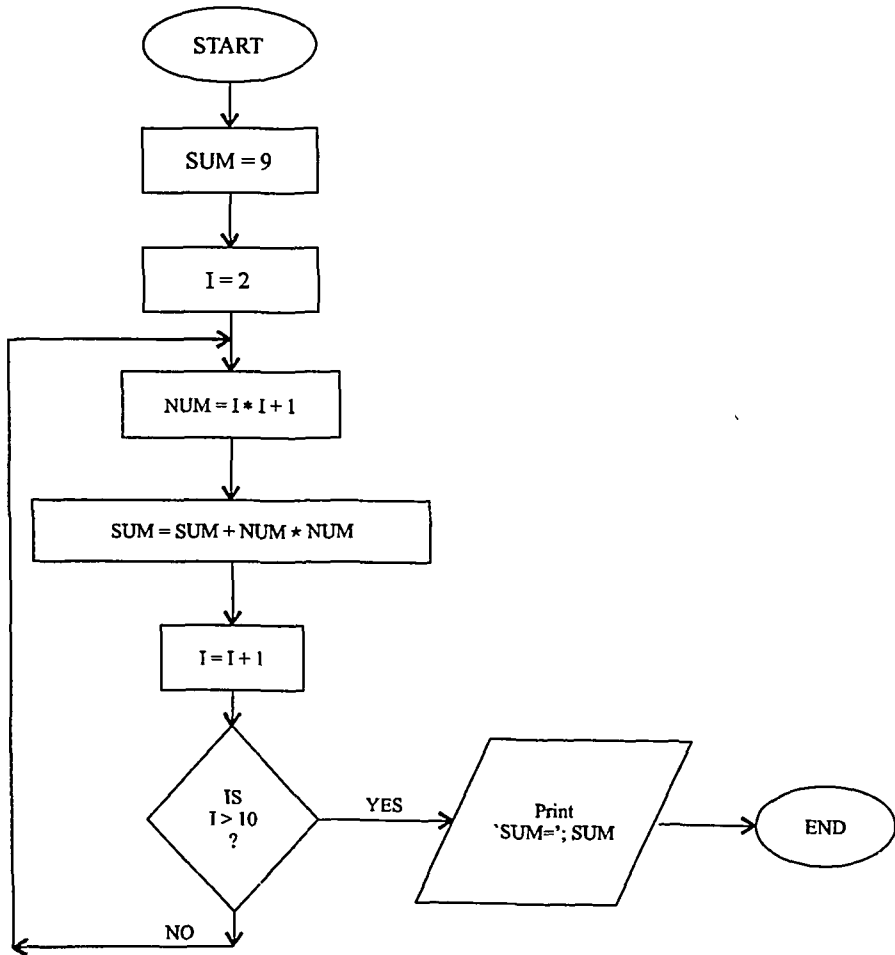 START
SUM = 9
I = 2
NUM = I * I + 1
SUM = SUM + NUM * NUM
I = I + 1
IS
I > 10
?
YES
NO
Print
`SUM='; SUM
END